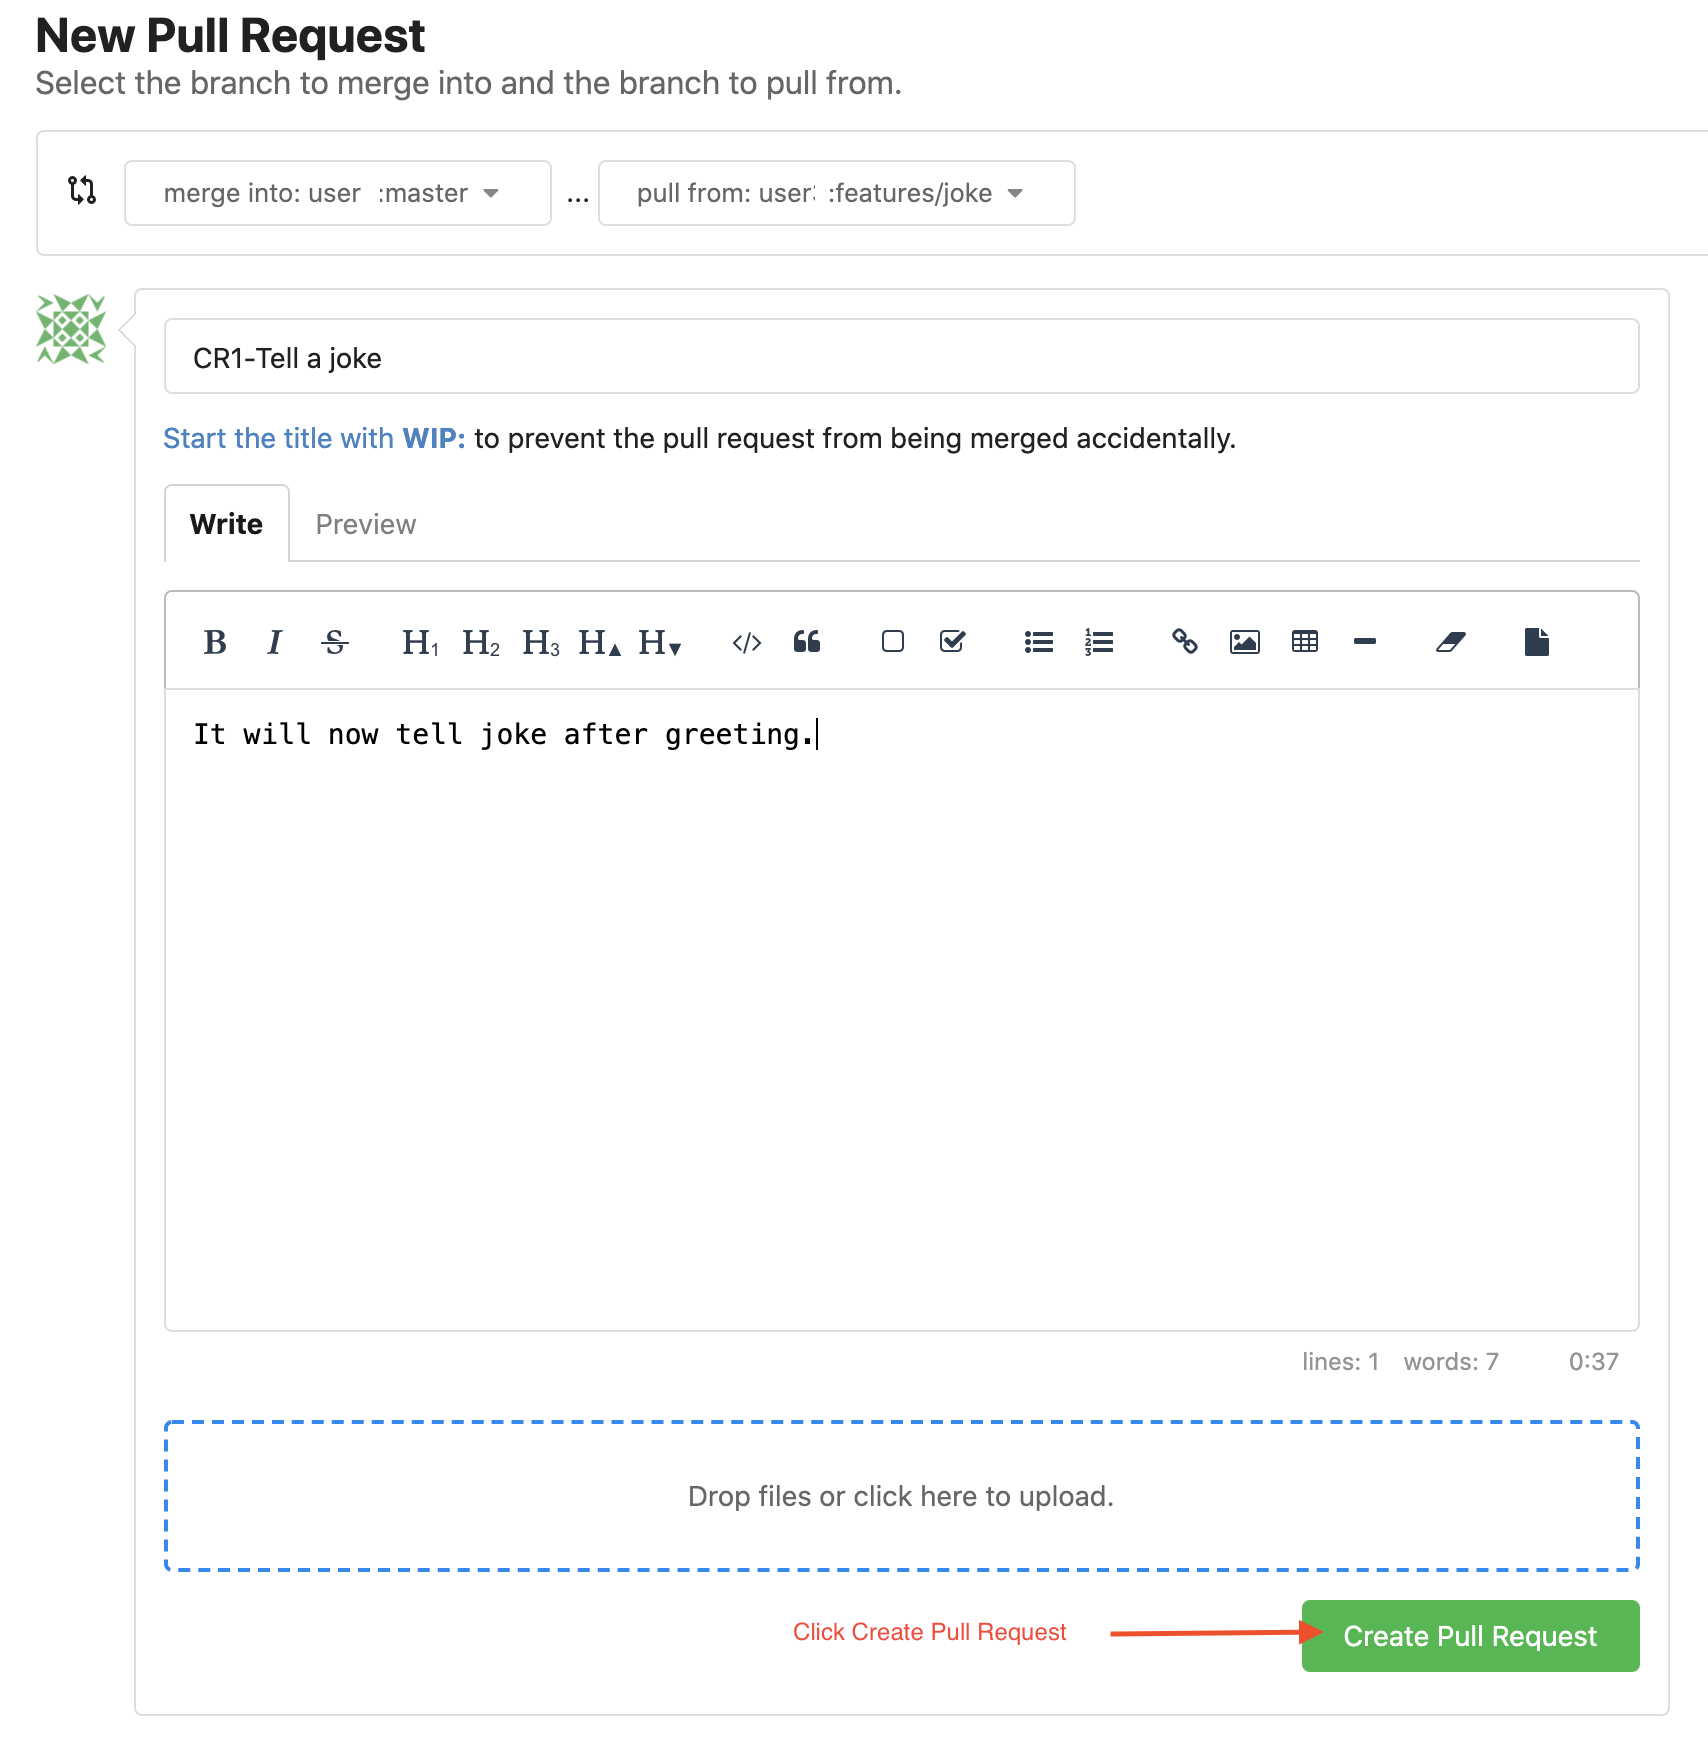 New Pull Request
Select the branch to merge into and the branch to pull from.
merge into: user :master ... pull from: user :features/joke
CR1-Tell a joke
Start the title with WIP: to prevent the pull request from being merged accidentally.
Write Preview
B I S H1 H2 H3 H▲ H▼ </> ❝
It will now tell joke after greeting.
lines: 1 words: 7 0:37
Drop files or click here to upload.
Click Create Pull Request Create Pull Request